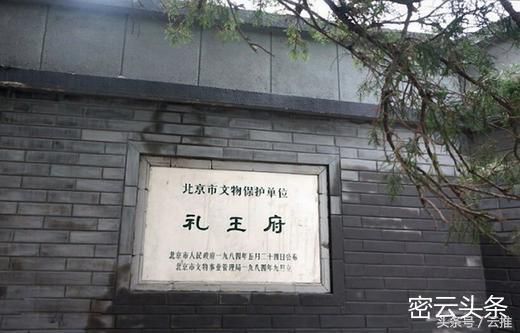 北京市文物保护单位
礼王府
北京市人民政府一九八四年五月二十四日公布
北京市文物事业管理局一九八四年九月立
密云头条
头条号／云推